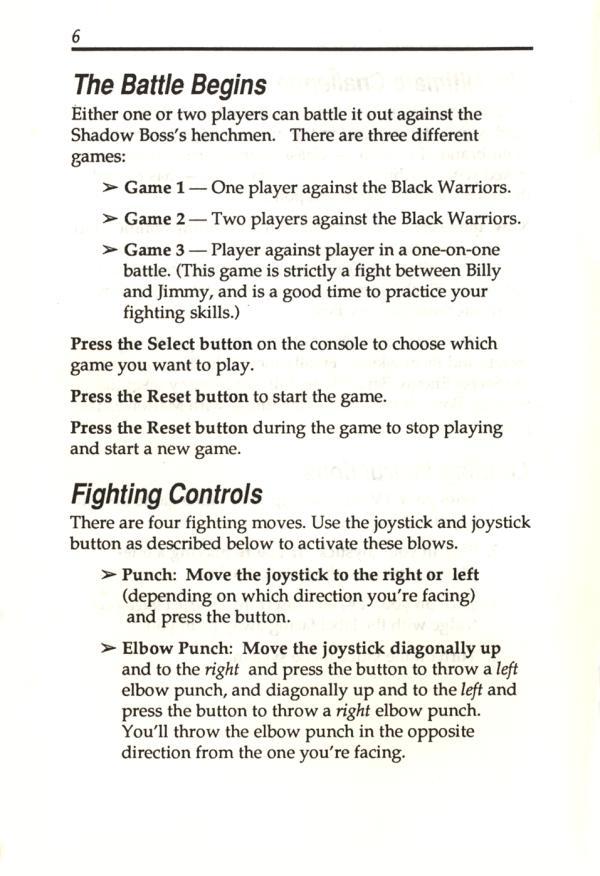 6
The Battle Begins
Either one or two players can battle it out against the
Shadow Boss's henchmen. There are three different
games:
➢ Game 1 — One player against the Black Warriors.
➢ Game 2 — Two players against the Black Warriors.
➢ Game 3 — Player against player in a one-on-one
battle. (This game is strictly a fight between Billy
and Jimmy, and is a good time to practice your
fighting skills.)
Press the Select button on the console to choose which
game you want to play.
Press the Reset button to start the game.
Press the Reset button during the game to stop playing
and start a new game.
Fighting Controls
There are four fighting moves. Use the joystick and joystick
button as described below to activate these blows.
➢ Punch: Move the joystick to the right or left
(depending on which direction you're facing)
and press the button.
➢ Elbow Punch: Move the joystick diagonally up
and to the right and press the button to throw a left
elbow punch, and diagonally up and to the left and
press the button to throw a right elbow punch.
You'll throw the elbow punch in the opposite
direction from the one you're facing.